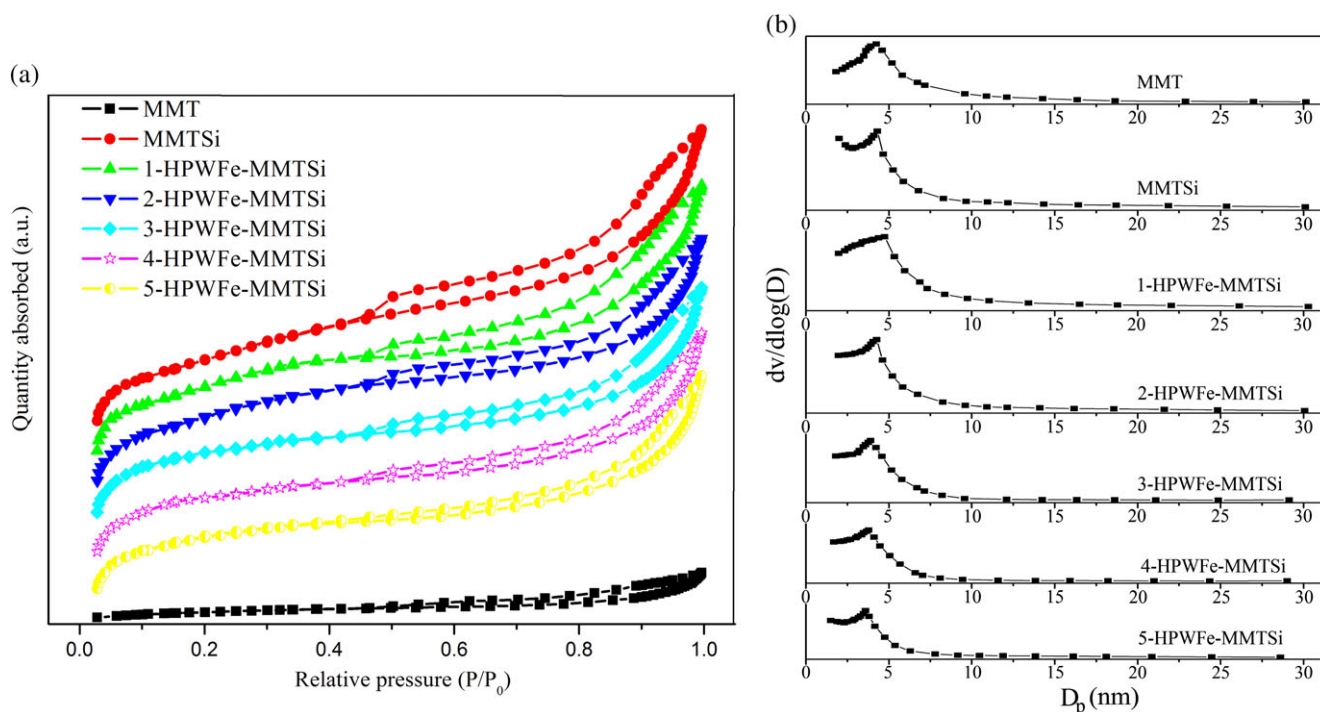 (a)
MMT
MMTSi
1-HPWFe-MMTSi
2-HPWFe-MMTSi
3-HPWFe-MMTSi
4-HPWFe-MMTSi
5-HPWFe-MMTSi
Quantity absorbed (a.u.)
0.0 0.2 0.4 0.6 0.8 1.0
Relative pressure (P/P₀)
(b)
dv/dlog(D)
MMT
0 5 10 15 20 25 30
MMTSi
0 5 10 15 20 25 30
1-HPWFe-MMTSi
0 5 10 15 20 25 30
2-HPWFe-MMTSi
0 5 10 15 20 25 30
3-HPWFe-MMTSi
0 5 10 15 20 25 30
4-HPWFe-MMTSi
0 5 10 15 20 25 30
5-HPWFe-MMTSi
0 5 10 15 20 25 30
Dₚ(nm)